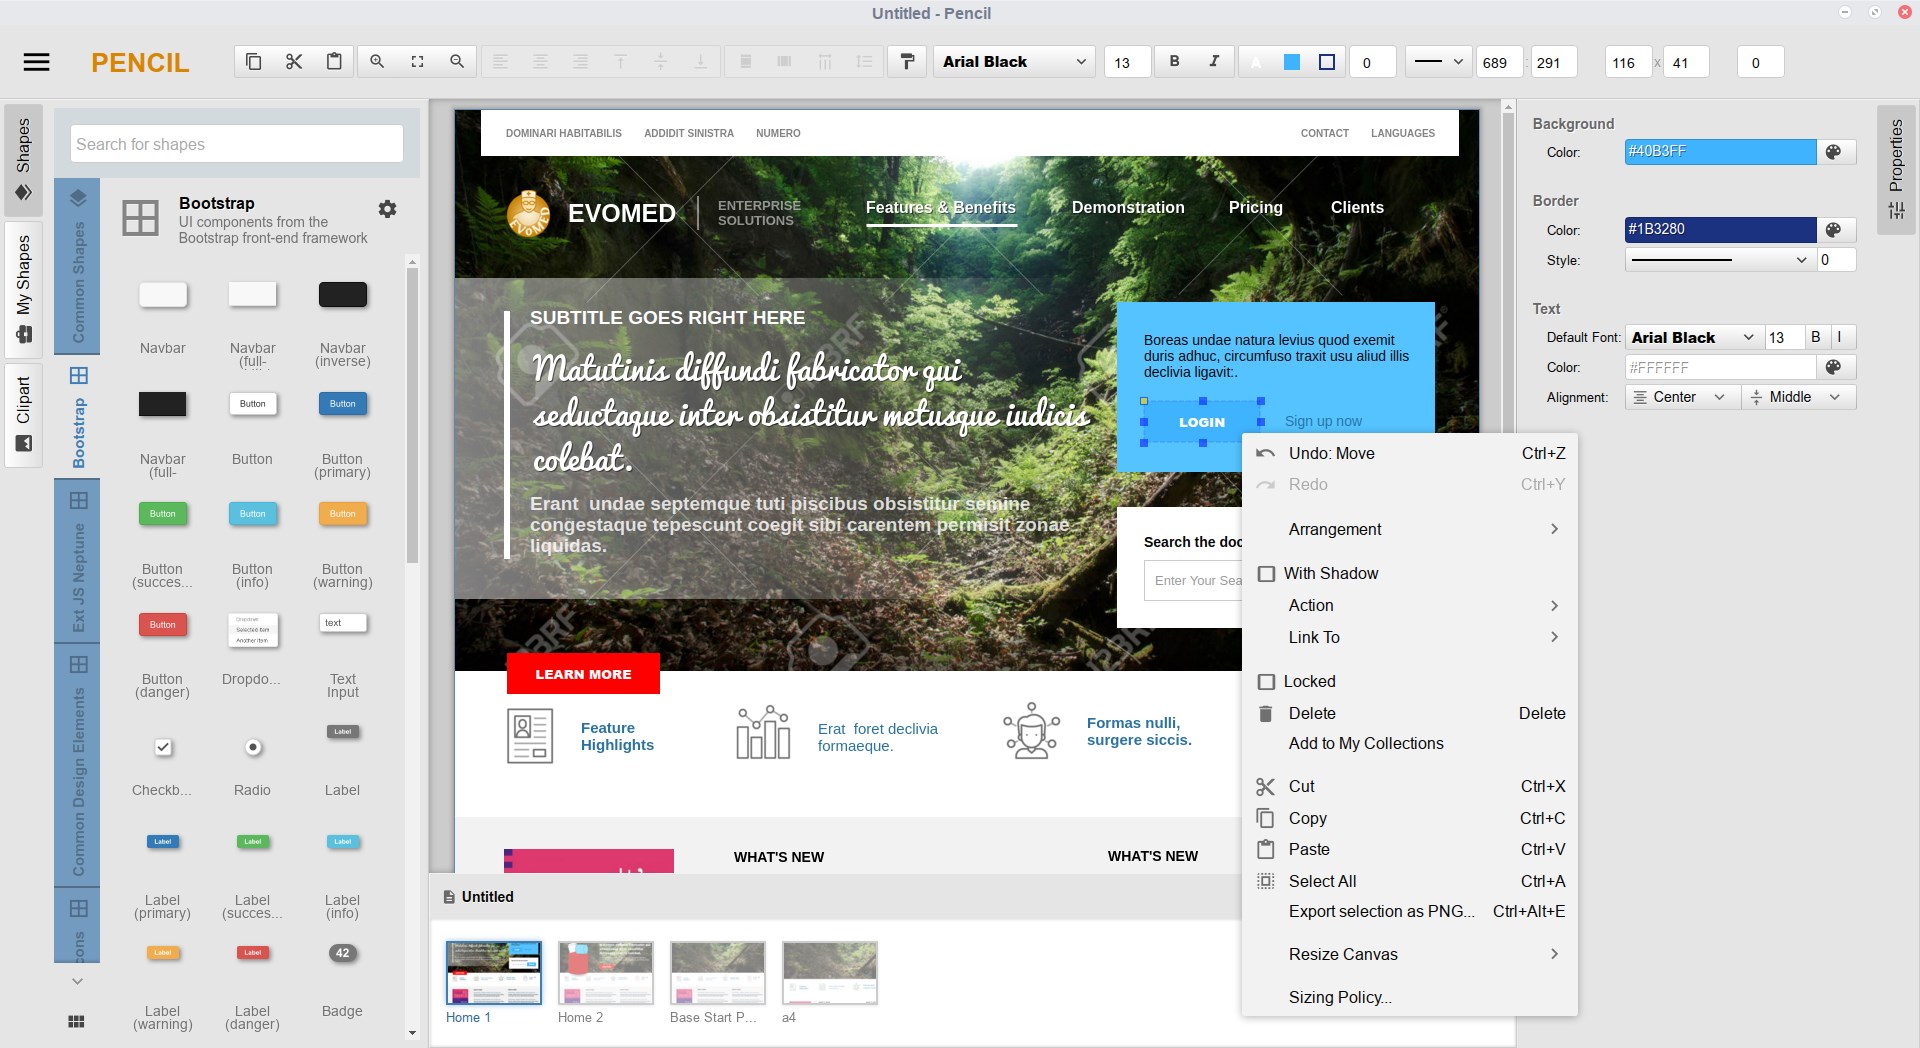 Untitled - Pencil
PENCIL
Arial Black
13
B
I
A
0
689
:
291
116
x
41
0
Shapes
My Shapes
Clipart
Search for shapes
Common Shapes
Bootstrap
Ext JS Neptune
Common Design Elements
Bootstrap
UI components from the
Bootstrap front-end framework
Navbar
Navbar
(full-
Navbar
(inverse)
Button
Button
Navbar
(full-
Button
Button
(primary)
Button
Button
Button
Button
(succes...
Button
(info)
Button
(warning)
Button
Dropdown
Selected Item
Another Item
text
Button
(danger)
Dropdo...
Text
Input
Label
Checkb...
Radio
Label
Label
Label
Label
Label
(primary)
Label
(succes...
Label
(info)
Label
Label
42
Label
(warning)
Label
(danger)
Badge
DOMINARI HABITABILIS
ADDIDIT SINISTRA
NUMERO
CONTACT
LANGUAGES
EVOMED
EVOMED
ENTERPRISE
SOLUTIONS
Features & Benefits
Demonstration
Pricing
Clients
SUBTITLE GOES RIGHT HERE
Matutinis diffundi fabricator qui
seductaque inter obsistitur metusque iudicis
colebat.
Erant  undae septemque tuti piscibus obsistitur semine
congestaque tepescunt coegit sibi carentem permisit zonae
liquidas.
Boreas undae natura levius quod exemit
duris adhuc, circumfuso traxit usu aliud illis
declivia ligavit:.
LOGIN
Sign up now
Search the doc
Enter Your Sea
LEARN MORE
Feature
Highlights
Erat  foret declivia
formaeque.
Formas nulli,
surgere siccis.
WHAT'S NEW
WHAT'S NEW
Undo: Move
Ctrl+Z
Redo
Ctrl+Y
Arrangement
With Shadow
Action
Link To
Locked
Delete
Delete
Add to My Collections
Cut
Ctrl+X
Copy
Ctrl+C
Paste
Ctrl+V
Select All
Ctrl+A
Export selection as PNG...
Ctrl+Alt+E
Resize Canvas
Sizing Policy...
Untitled
Home 1
Home 2
Base Start P...
a4
Background
Color:
#40B3FF
Border
Color:
#1B3280
Style:
0
Text
Default Font:
Arial Black
13
B
I
Color:
#FFFFFF
Alignment:
Center
Middle
Properties